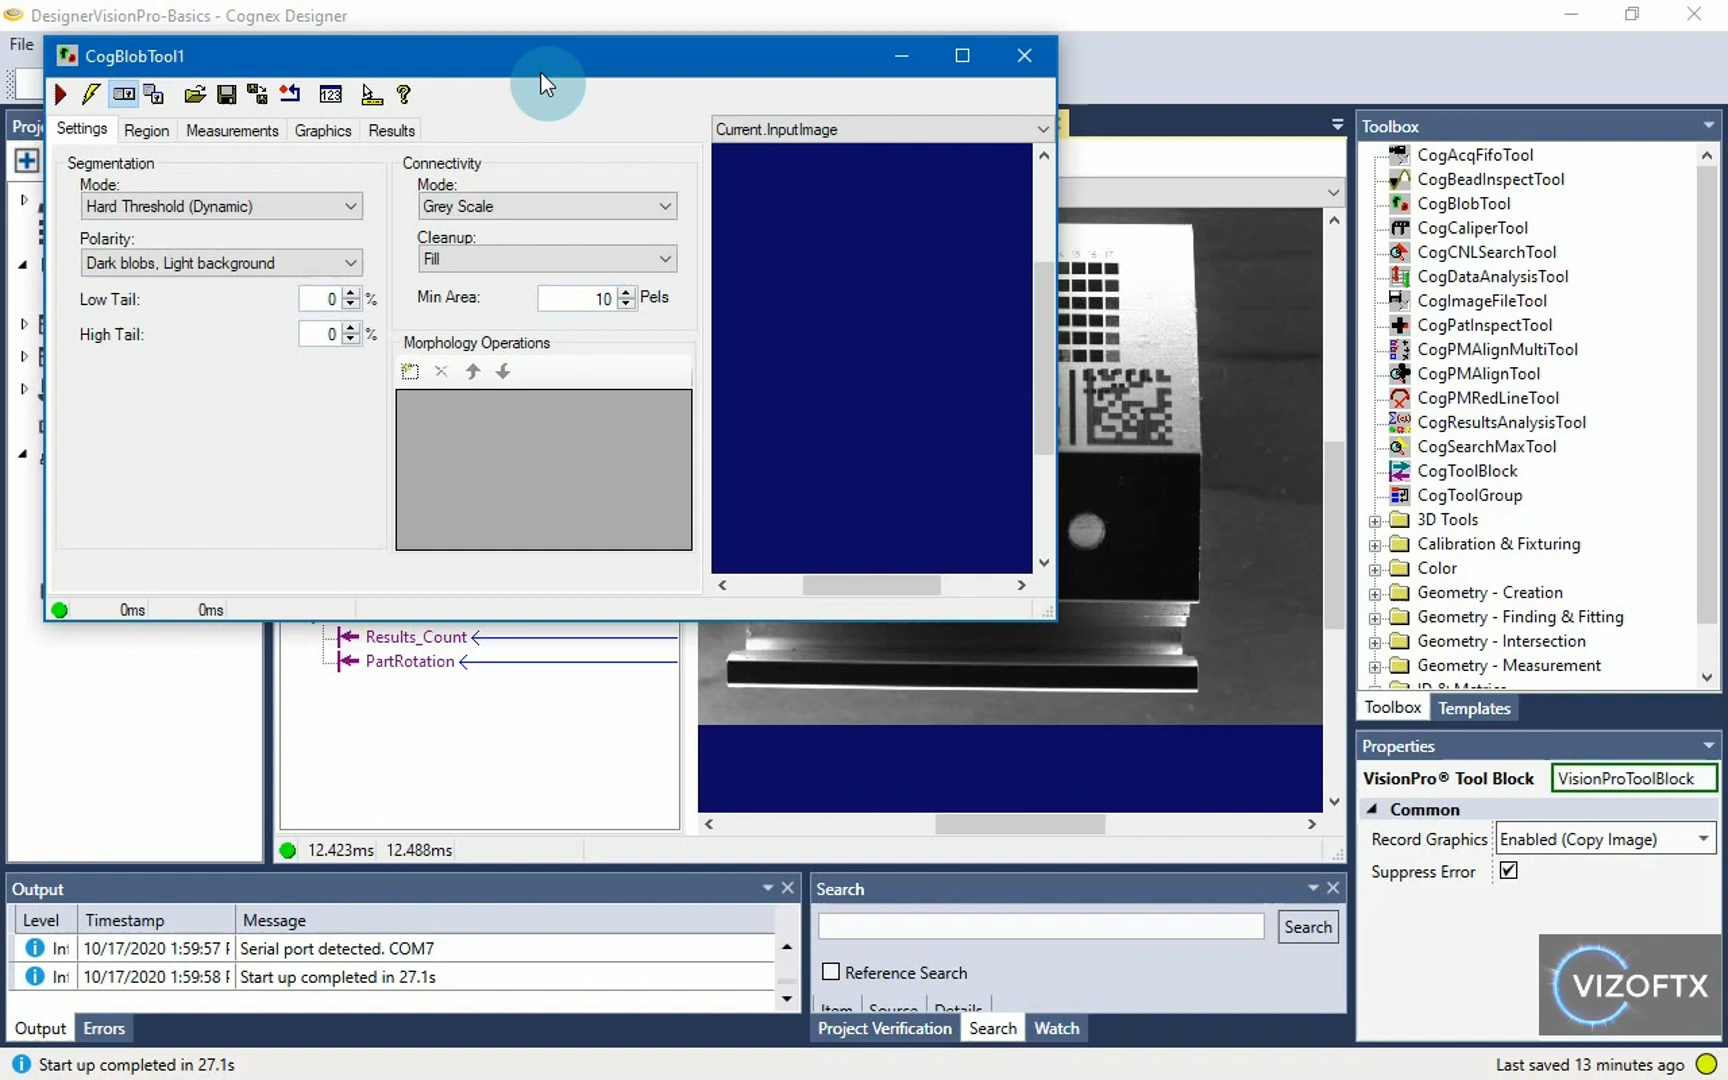 DesignerVisionPro-Basics - Cognex Designer
File
CogBlobTool1
Settings
Region
Measurements
Graphics
Results
Segmentation
Mode:
Hard Threshold (Dynamic)
Polarity:
Dark blobs, Light background
Low Tail:
0
%
High Tail:
0
%
Connectivity
Mode:
Grey Scale
Cleanup:
Fill
Min Area:
10
Pels
Morphology Operations
Current.InputImage
0ms
0ms
Proj
Results_Count
PartRotation
12.423ms
12.488ms
Toolbox
CogAcqFifoTool
CogBeadInspectTool
CogBlobTool
CogCaliperTool
CogCNLSearchTool
CogDataAnalysisTool
CogImageFileTool
CogPatInspectTool
CogPMAlignMultiTool
CogPMAlignTool
CogPMRedLineTool
CogResultsAnalysisTool
CogSearchMaxTool
CogToolBlock
CogToolGroup
3D Tools
Calibration & Fixturing
Color
Geometry - Creation
Geometry - Finding & Fitting
Geometry - Intersection
Geometry - Measurement
Toolbox
Templates
Properties
VisionPro® Tool Block
VisionProToolBlock
Common
Record Graphics
Enabled (Copy Image)
Suppress Error
Output
Level
Timestamp
Message
Int
10/17/2020 1:59:57 P
Serial port detected. COM7
Int
10/17/2020 1:59:58 P
Start up completed in 27.1s
Output
Errors
Search
Search
Reference Search
Item
Source
Details
Project Verification
Search
Watch
VIZOFTX
Start up completed in 27.1s
Last saved 13 minutes ago